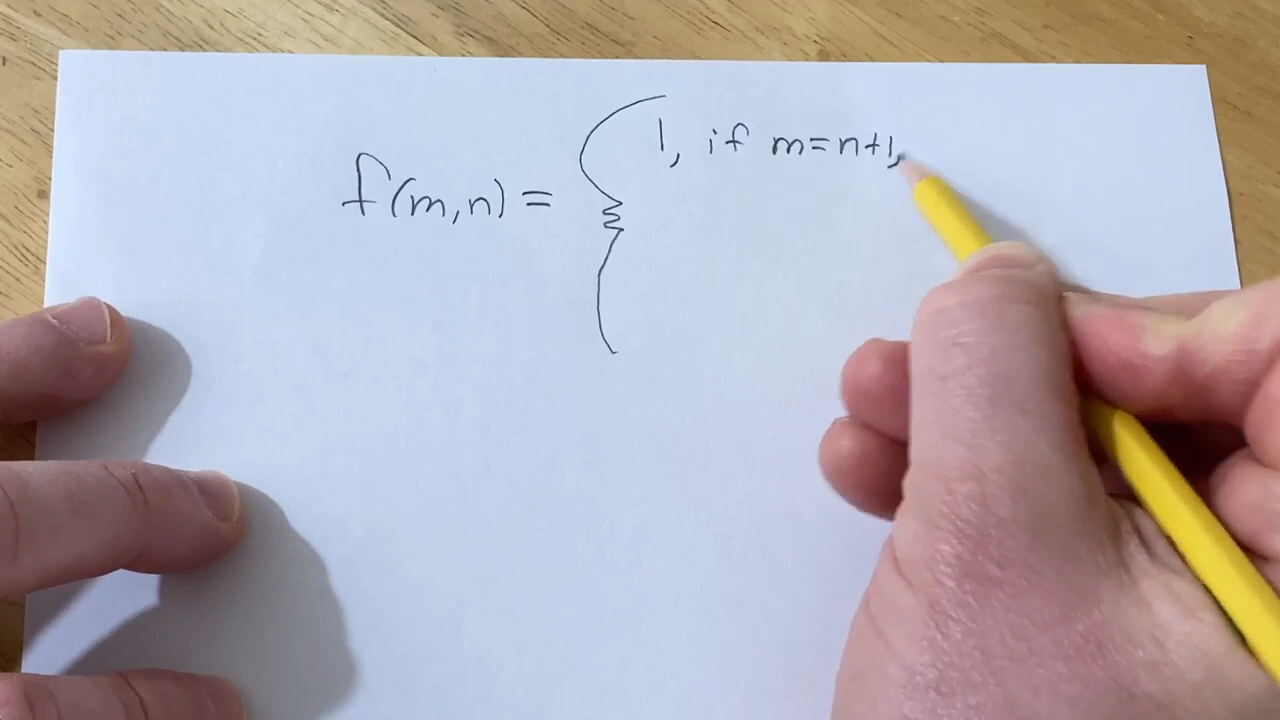 f(m,n) = { 1, if m=n+1,